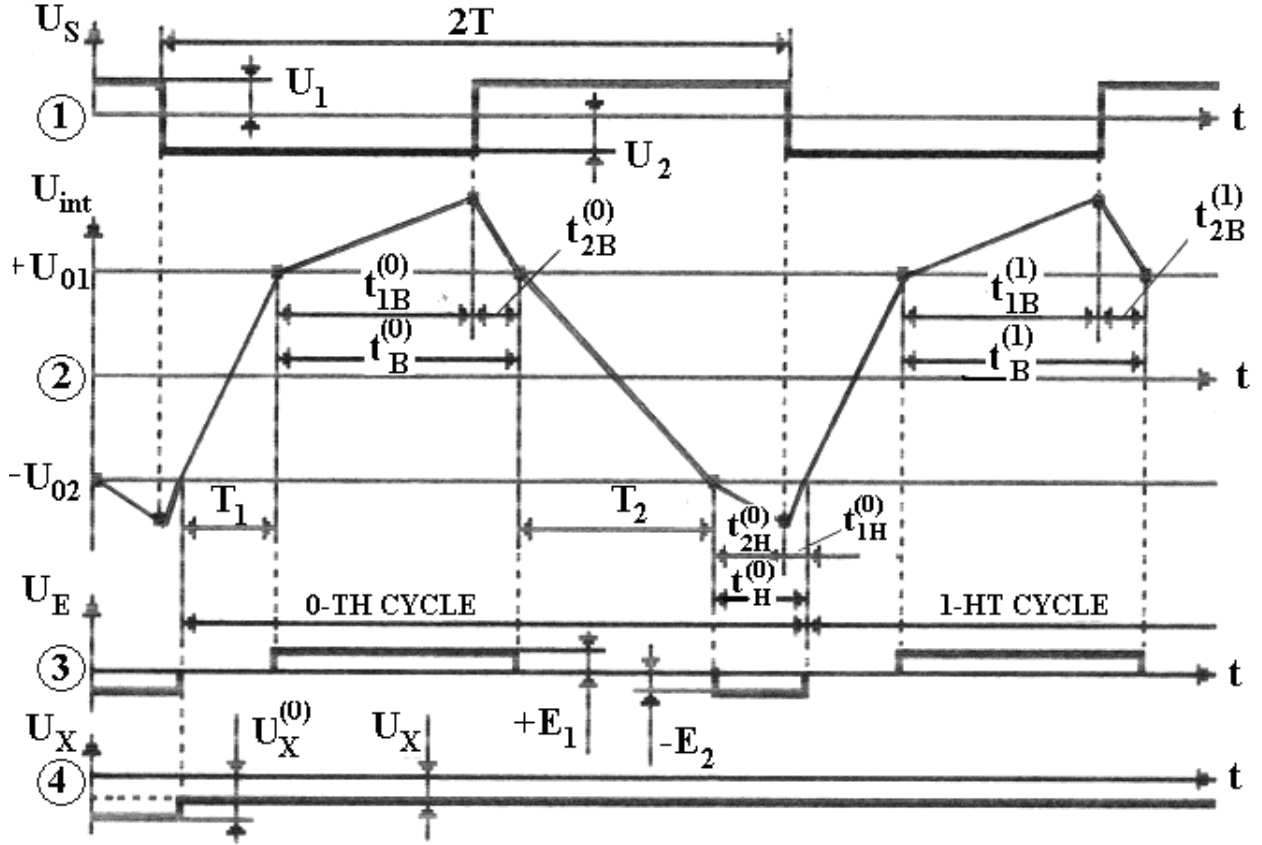 U_S
2T
U_1
① t
U_2
U_int
t_2B^(0)
t_2B^(1)
+U_01
t_1B^(0)
t_1B^(1)
t_B^(0)
t_B^(1)
② t
-U_02
T_1
T_2
t_2H^(0)
t_1H^(0)
t_H^(0)
U_E
0-TH CYCLE
1-HT CYCLE
③ t
+E_1
-E_2
U_X
U_X^(0)
U_X
④ t